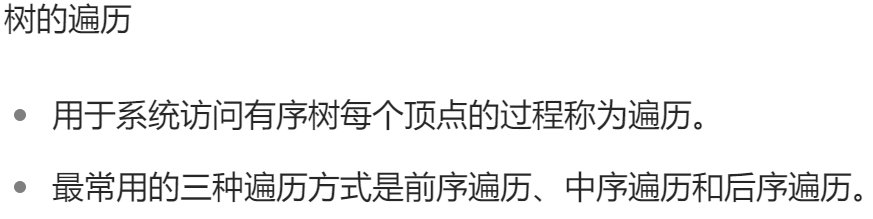 树的遍历
用于系统访问有序树每个顶点的过程称为遍历。
最常用的三种遍历方式是前序遍历、中序遍历和后序遍历。